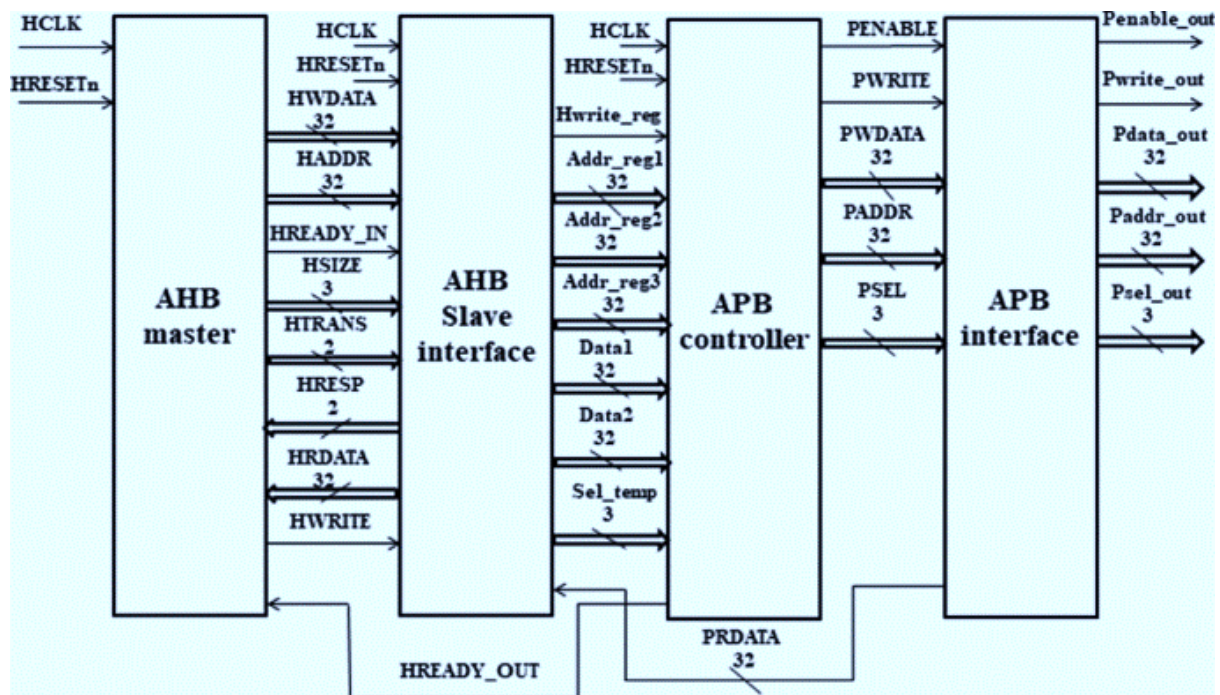 HCLK
HRESETn
AHB
master
HCLK
HRESETn
HWDATA
32
HADDR
32
HREADY_IN
HSIZE
3
HTRANS
2
HRESP
2
HRDATA
32
HWRITE
AHB
Slave
interface
HCLK
HRESETn
Hwrite_reg
Addr_reg1
32
Addr_reg2
32
Addr_reg3
32
Data1
32
Data2
32
Sel_temp
3
APB
controller
PENABLE
PWRITE
PWDATA
32
PADDR
32
PSEL
3
APB
interface
Penable_out
Pwrite_out
Pdata_out
32
Paddr_out
32
Psel_out
3
HREADY_OUT
PRDATA
32